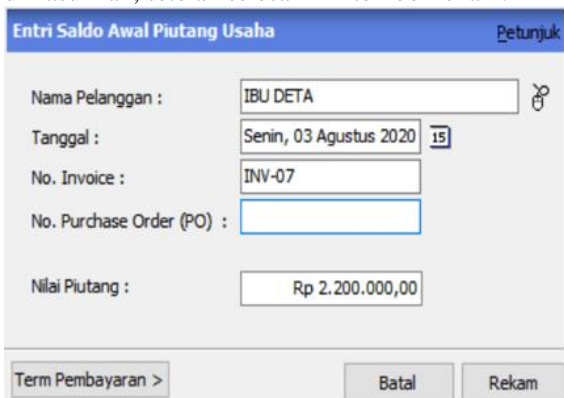 Entri Saldo Awal Piutang Usaha Petunjuk
Nama Pelanggan : IBU DETA
Tanggal : Senin, 03 Agustus 2020 15
No. Invoice : INV-07
No. Purchase Order (PO) :
Nilai Piutang : Rp 2.200.000,00
Term Pembayaran > Batal Rekam